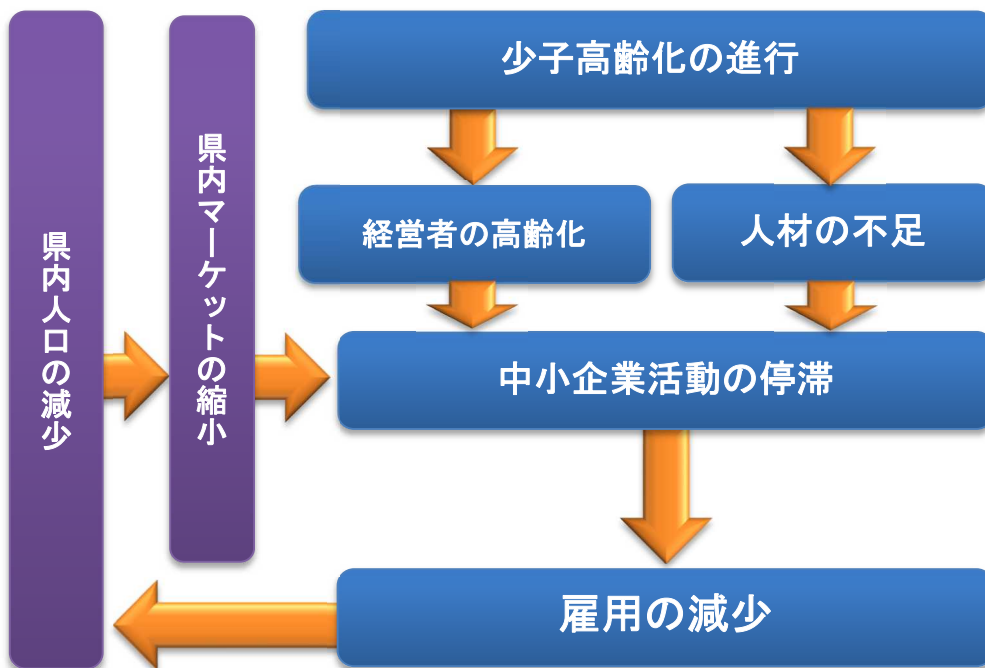 少子高齢化の進行
経営者の高齢化
人材の不足
県内人口の減少
県内マーケットの縮小
中小企業活動の停滞
雇用の減少